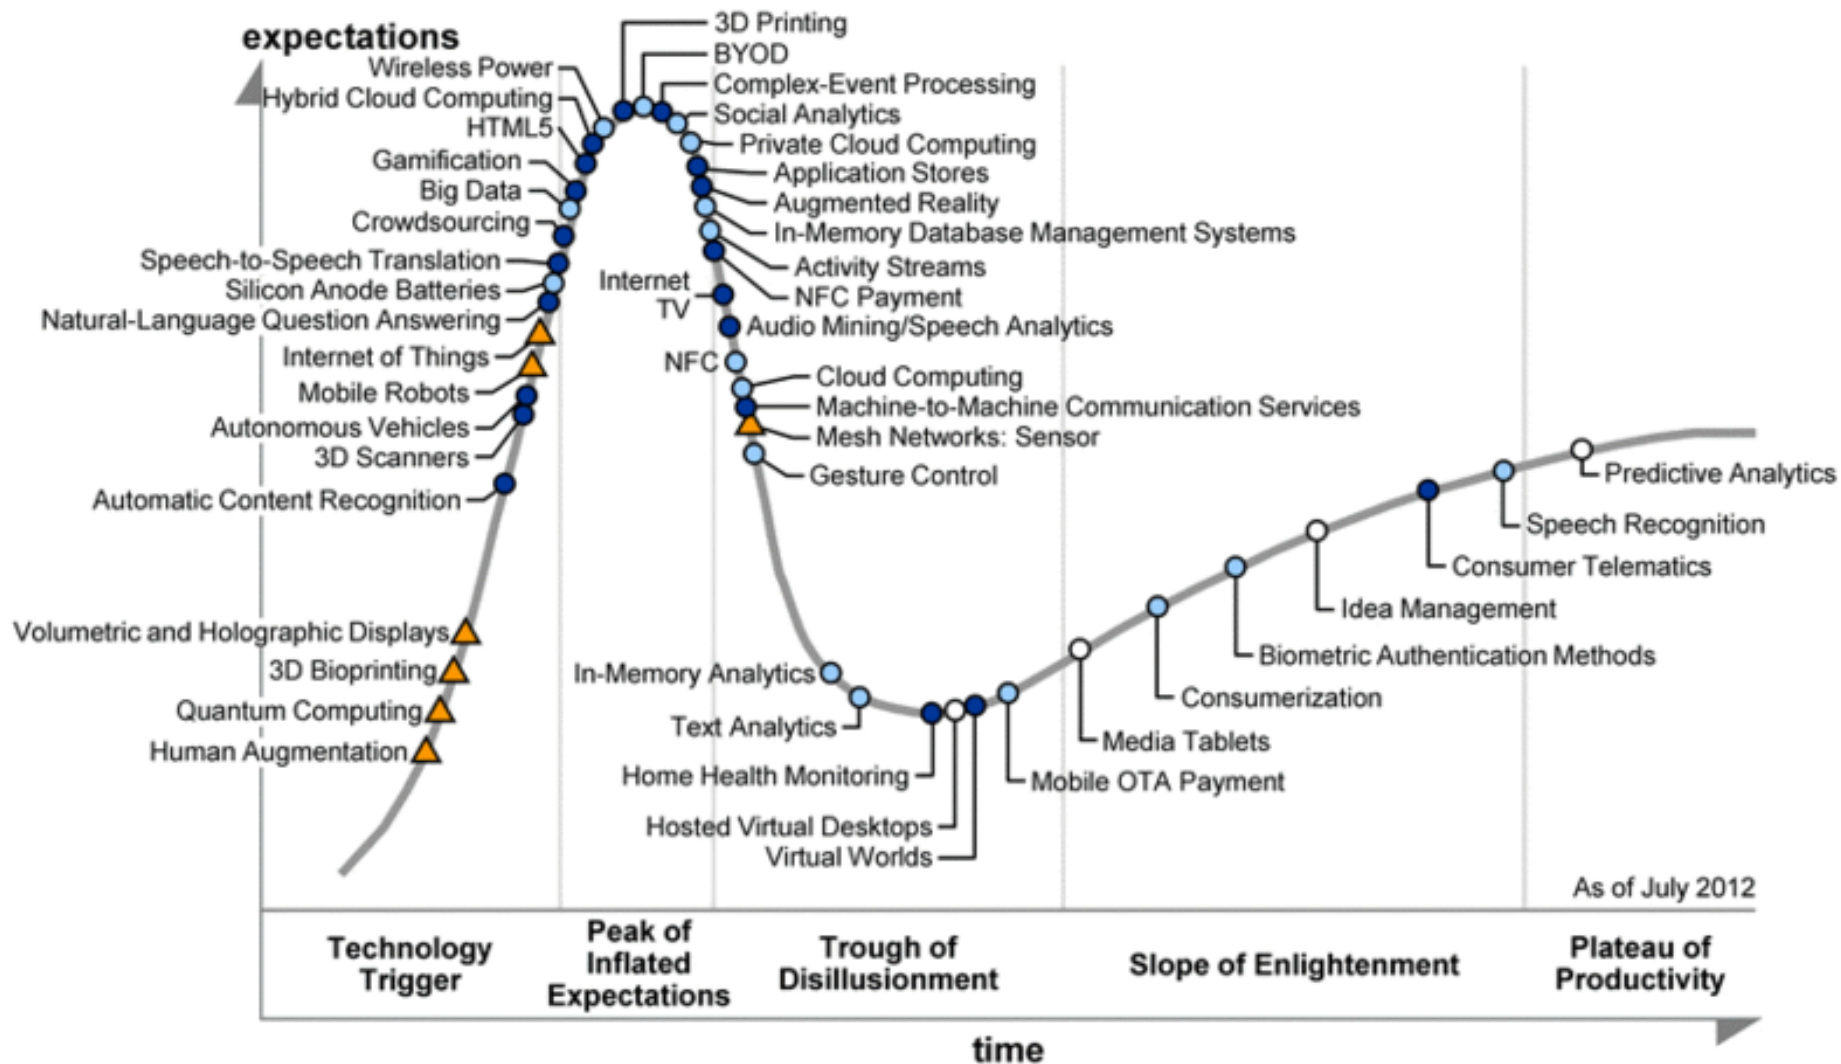 expectations
3D Printing
BYOD
Wireless Power
Complex-Event Processing
Hybrid Cloud Computing
Social Analytics
HTML5
Private Cloud Computing
Gamification
Application Stores
Big Data
Augmented Reality
Crowdsourcing
In-Memory Database Management Systems
Speech-to-Speech Translation
Activity Streams
Silicon Anode Batteries
Internet
TV
NFC Payment
Natural-Language Question Answering
Audio Mining/Speech Analytics
Internet of Things
NFC
Cloud Computing
Mobile Robots
Machine-to-Machine Communication Services
Autonomous Vehicles
Mesh Networks: Sensor
3D Scanners
Gesture Control
Predictive Analytics
Automatic Content Recognition
Speech Recognition
Consumer Telematics
Idea Management
Volumetric and Holographic Displays
Biometric Authentication Methods
3D Bioprinting
In-Memory Analytics
Consumerization
Quantum Computing
Text Analytics
Media Tablets
Human Augmentation
Home Health Monitoring
Mobile OTA Payment
Hosted Virtual Desktops
Virtual Worlds
As of July 2012
Technology
Trigger
Peak of
Inflated
Expectations
Trough of
Disillusionment
Slope of Enlightenment
Plateau of
Productivity
time